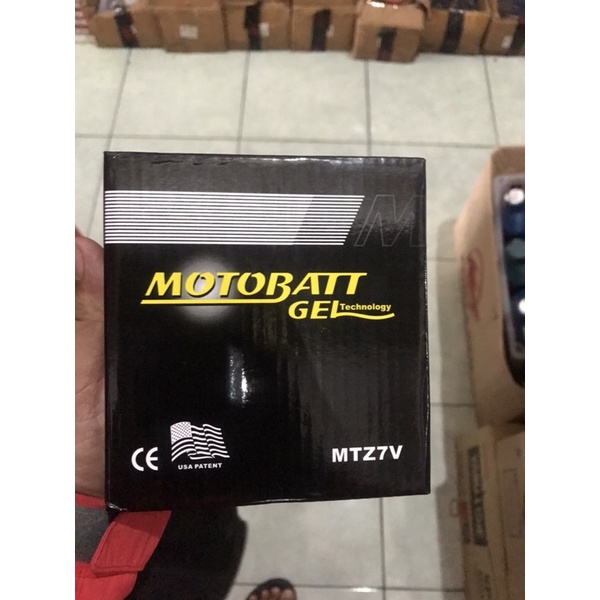 M
MOTOBATT
GEL Technology
CE
USA PATENT
MTZ7V